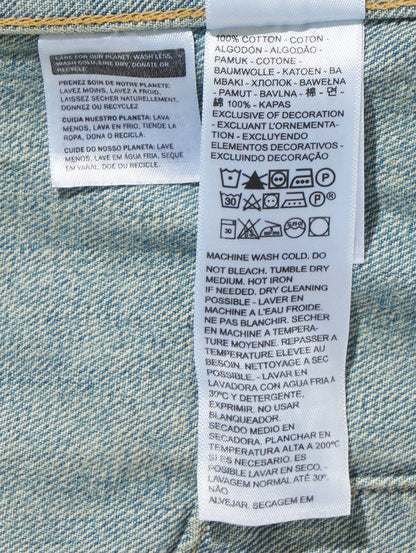 CARE FOR OUR PLANET: WASH LESS,
WASH COLD, LINE DRY, DONATE OR
RECYCLE
PRENEZ SOIN DE NOTRE PLANETE:
LAVEZ MOINS, LAVEZ A FROID,
LAISSEZ SECHER NATURELLEMENT,
DONNEZ OU RECYCLEZ
CUIDA NUESTRO PLANETA: LAVA
MENOS, LAVA EN FRIO, TIENDE LA
ROPA, DONA O RECICLA.
CUIDE DO NOSSO PLANETA: LAVE
MENOS, LAVE EM ÁGUA FRIA, SEQUE
EM VARAL, DOE OU RECICLE.
100% COTTON - COTON
ALGODÓN - ALGODÃO -
PAMUK - COTONE -
BAUMWOLLE - KATOEN - BA
MBAKI - ХЛОПОК - BAWEŁNA
- PAMUT - BAVLNA - 棉 - 면 -
綿 100% - KAPAS
EXCLUSIVE OF DECORATION
- EXCLUANT L'ORNEMENTA-
TION - EXCLUYENDO
ELEMENTOS DECORATIVOS -
EXCLUINDO DECORAÇÃO
P
30 P ®
30
MACHINE WASH COLD. DO
NOT BLEACH. TUMBLE DRY
MEDIUM. HOT IRON
IF NEEDED. DRY CLEANING
POSSIBLE - LAVER EN
MACHINE A L'EAU FROIDE.
NE PAS BLANCHIR. SECHER
EN MACHINE A TEMPERA-
TURE MOYENNE. REPASSER A
TEMPERATURE ELEVEE AU
BESOIN. NETTOYAGE A SEC
POSSIBLE. - LAVAR EN
LAVADORA CON AGUA FRIA A
30ºC Y DETERGENTE,
EXPRIMIR. NO USAR
BLANQUEADOR.
SECADO MEDIO EN
SECADORA. PLANCHAR EN
TEMPERATURA ALTA A 200ºC
SI ES NECESARIO. ES
POSIBLE LAVAR EN SECO. -
LAVAGEM NORMAL ATÉ 30º.
NÃO
ALVEJAR. SECAGEM EM